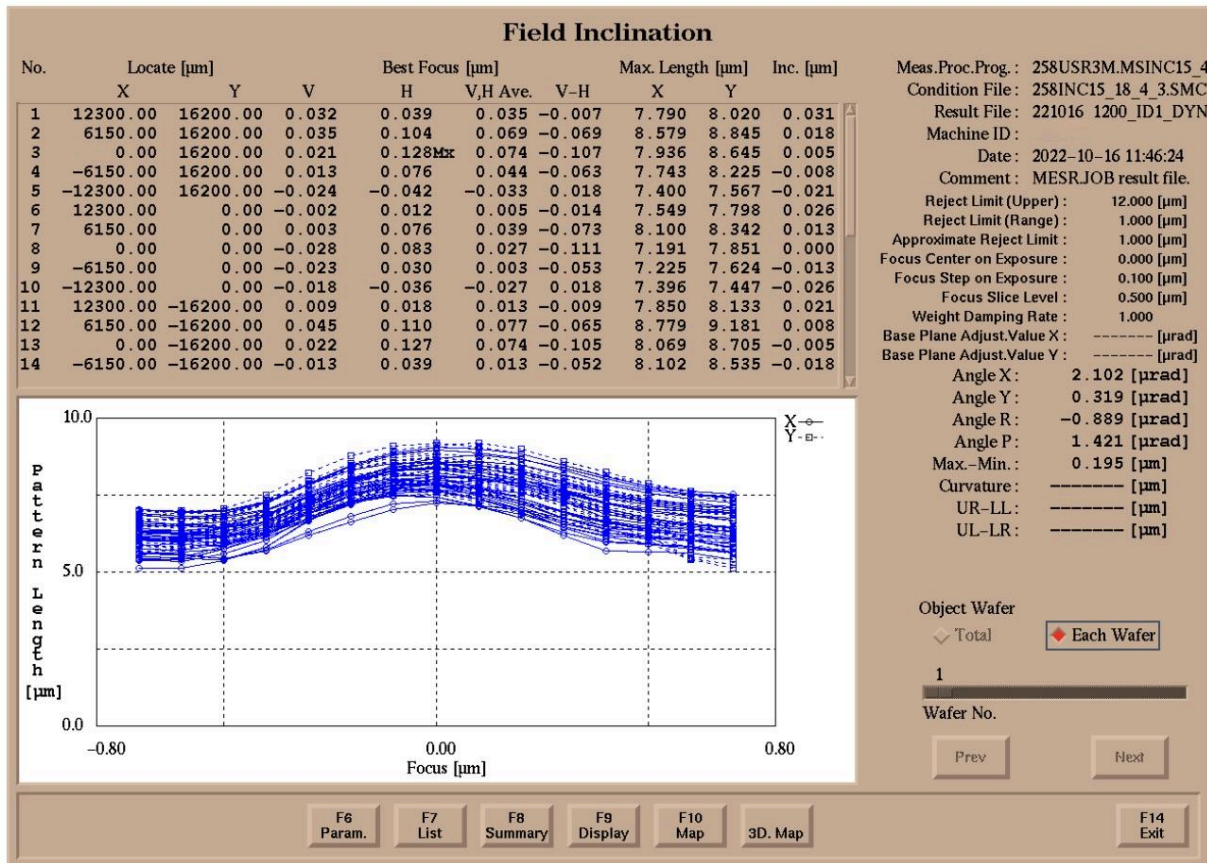 Field Inclination
No. Locate [µm] Best Focus [µm] Max. Length [µm] Inc. [µm]
X Y V H V,H Ave. V-H X Y
1 12300.00 16200.00 0.032 0.039 0.035 -0.007 7.790 8.020 0.031
2 6150.00 16200.00 0.035 0.104 0.069 -0.069 8.579 8.845 0.018
3 0.00 16200.00 0.021 0.128Mx 0.074 -0.107 7.936 8.645 0.005
4 -6150.00 16200.00 0.013 0.076 0.044 -0.063 7.743 8.225 -0.008
5 -12300.00 16200.00 -0.024 -0.042 -0.033 0.018 7.400 7.567 -0.021
6 12300.00 0.00 -0.002 0.012 0.005 -0.014 7.549 7.798 0.026
7 6150.00 0.00 0.003 0.076 0.039 -0.073 8.100 8.342 0.013
8 0.00 0.00 -0.028 0.083 0.027 -0.111 7.191 7.851 0.000
9 -6150.00 0.00 -0.023 0.030 0.003 -0.053 7.225 7.624 -0.013
10 -12300.00 0.00 -0.018 -0.036 -0.027 0.018 7.396 7.447 -0.026
11 12300.00 -16200.00 0.009 0.018 0.013 -0.009 7.850 8.133 0.021
12 6150.00 -16200.00 0.045 0.110 0.077 -0.065 8.779 9.181 0.008
13 0.00 -16200.00 0.022 0.127 0.074 -0.105 8.069 8.705 -0.005
14 -6150.00 -16200.00 -0.013 0.039 0.013 -0.052 8.102 8.535 -0.018
Meas.Proc.Prog. : 258USR3M.MSINC15_4
Condition File : 258INC15_18_4_3.SMC
Result File : 221016 1200_ID1_DYN
Machine ID :
Date : 2022-10-16 11:46:24
Comment : MESR.JOB result file.
Reject Limit (Upper) : 12.000 [µm]
Reject Limit (Range) : 1.000 [µm]
Approximate Reject Limit : 1.000 [µm]
Focus Center on Exposure : 0.000 [µm]
Focus Step on Exposure : 0.100 [µm]
Focus Slice Level : 0.500 [µm]
Weight Damping Rate : 1.000
Base Plane Adjust.Value X : ------- [µrad]
Base Plane Adjust.Value Y : ------- [µrad]
Angle X : 2.102 [µrad]
Angle Y : 0.319 [µrad]
Angle R : -0.889 [µrad]
Angle P : 1.421 [µrad]
Max.-Min. : 0.195 [µm]
Curvature : ------- [µm]
UR-LL : ------- [µm]
UL-LR : ------- [µm]
Object Wafer
Total Each Wafer
1
Wafer No.
Prev Next
10.0
5.0
0.0
Pattern Length
[µm]
X
Y
-0.80 0.00 0.80
Focus [µm]
F6 Param.
F7 List
F8 Summary
F9 Display
F10 Map
3D. Map
F14 Exit